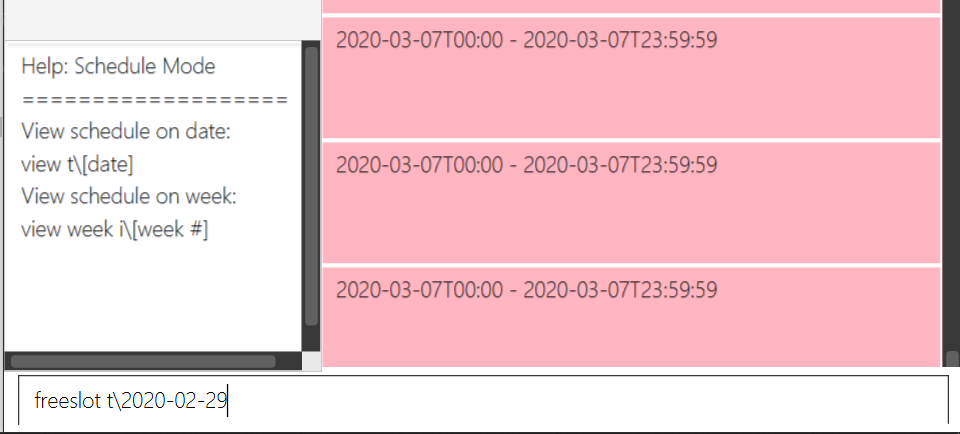 Help: Schedule Mode
===================
View schedule on date:
view t\[date]
View schedule on week:
view week i\[week #]
2020-03-07T00:00 - 2020-03-07T23:59:59
2020-03-07T00:00 - 2020-03-07T23:59:59
2020-03-07T00:00 - 2020-03-07T23:59:59
freeslot t\2020-02-29